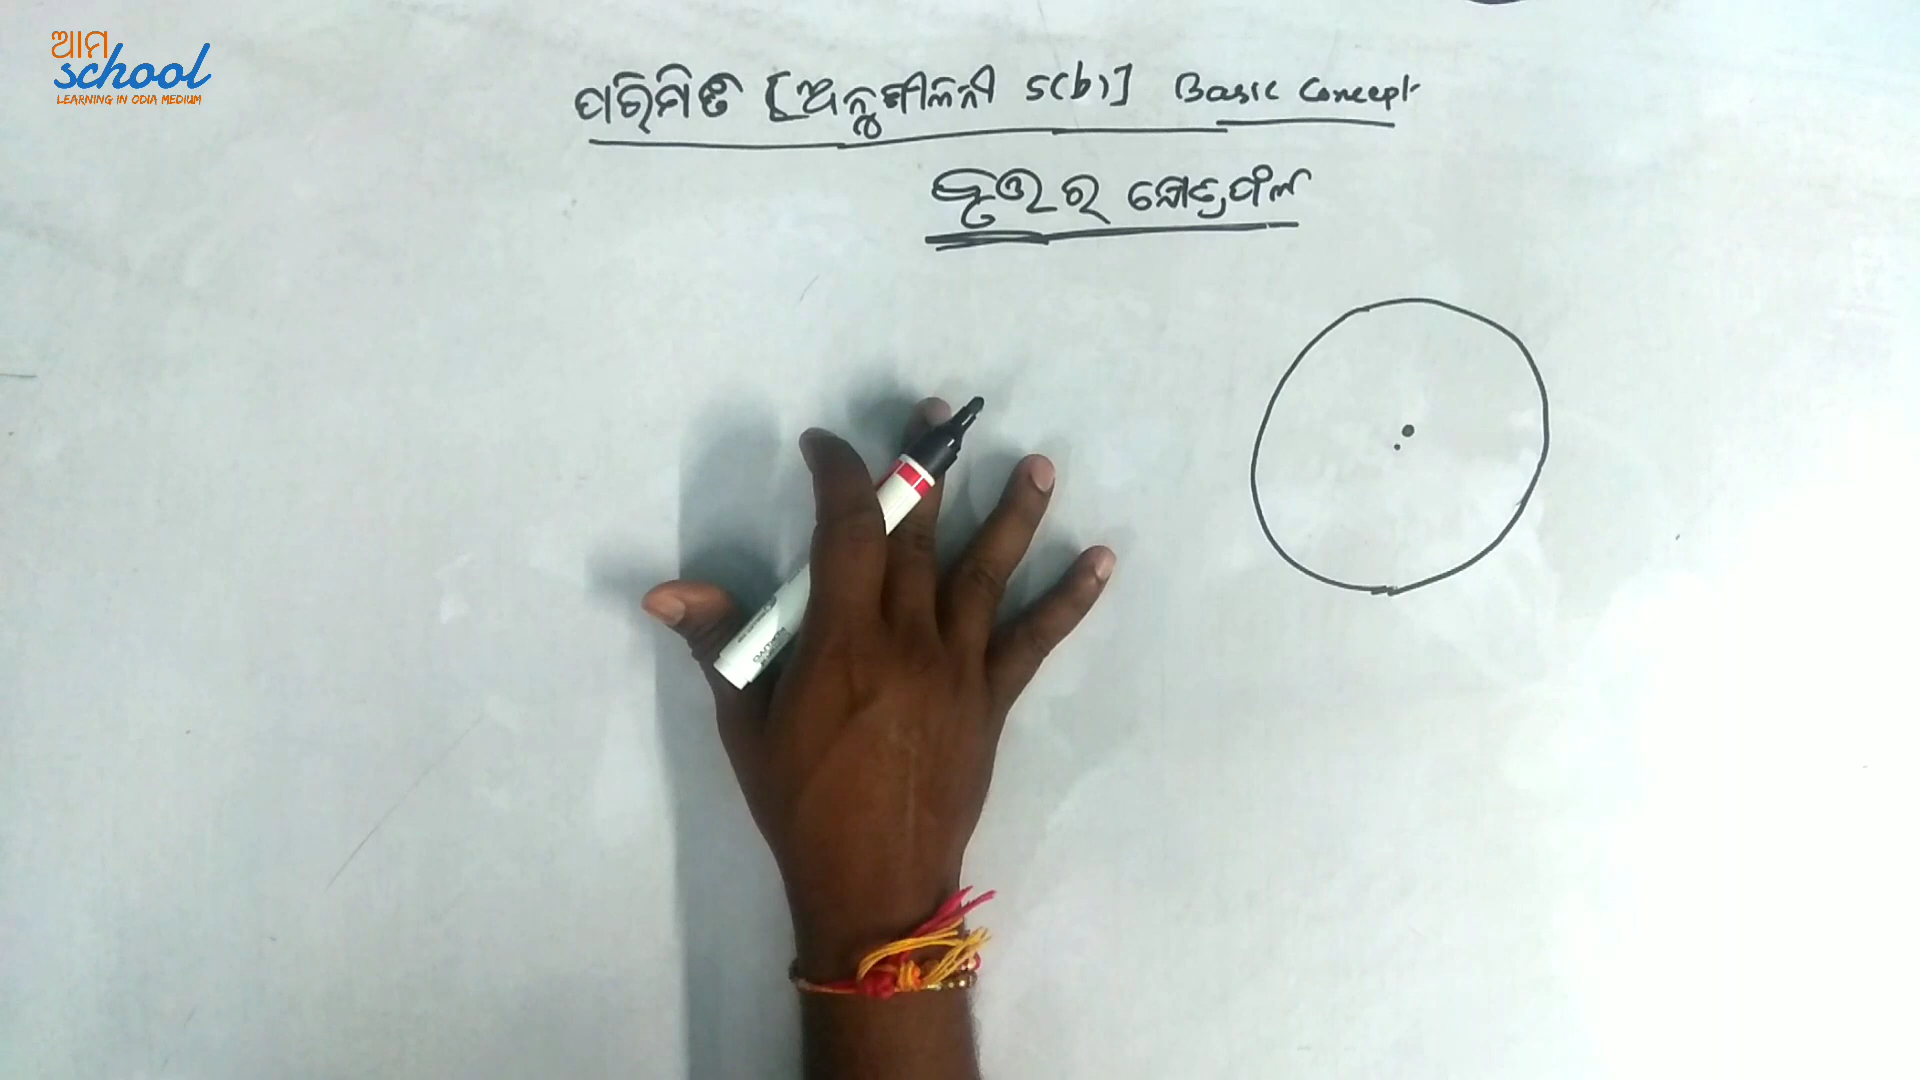 ଆମ
school
LEARNING IN ODIA MEDIUM
ପରିମିତି [ଅନୁଶୀଳନୀ 5(b)] Basic Concept
ବୃତ୍ତର କ୍ଷେତ୍ରଫଳ